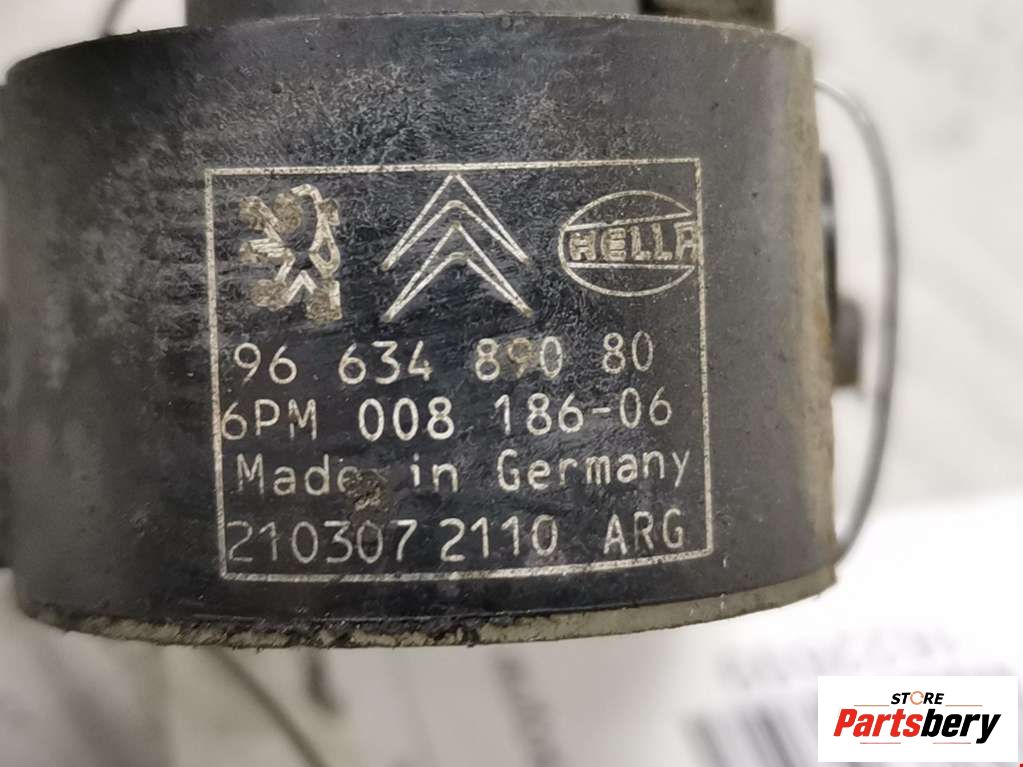 HELLA
96 634 890 80
6PM 008 186-06
Made in Germany
210307 2110 ARG
STORE
Partsbery